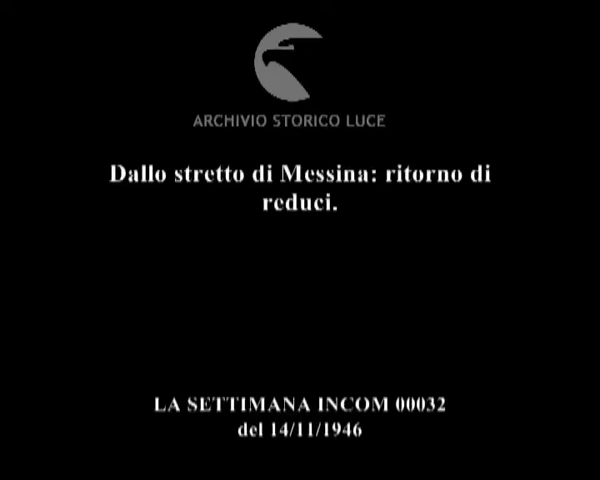 ARCHIVIO STORICO LUCE
Dallo stretto di Messina: ritorno di
reduci.
LA SETTIMANA INCOM 00032
del 14/11/1946